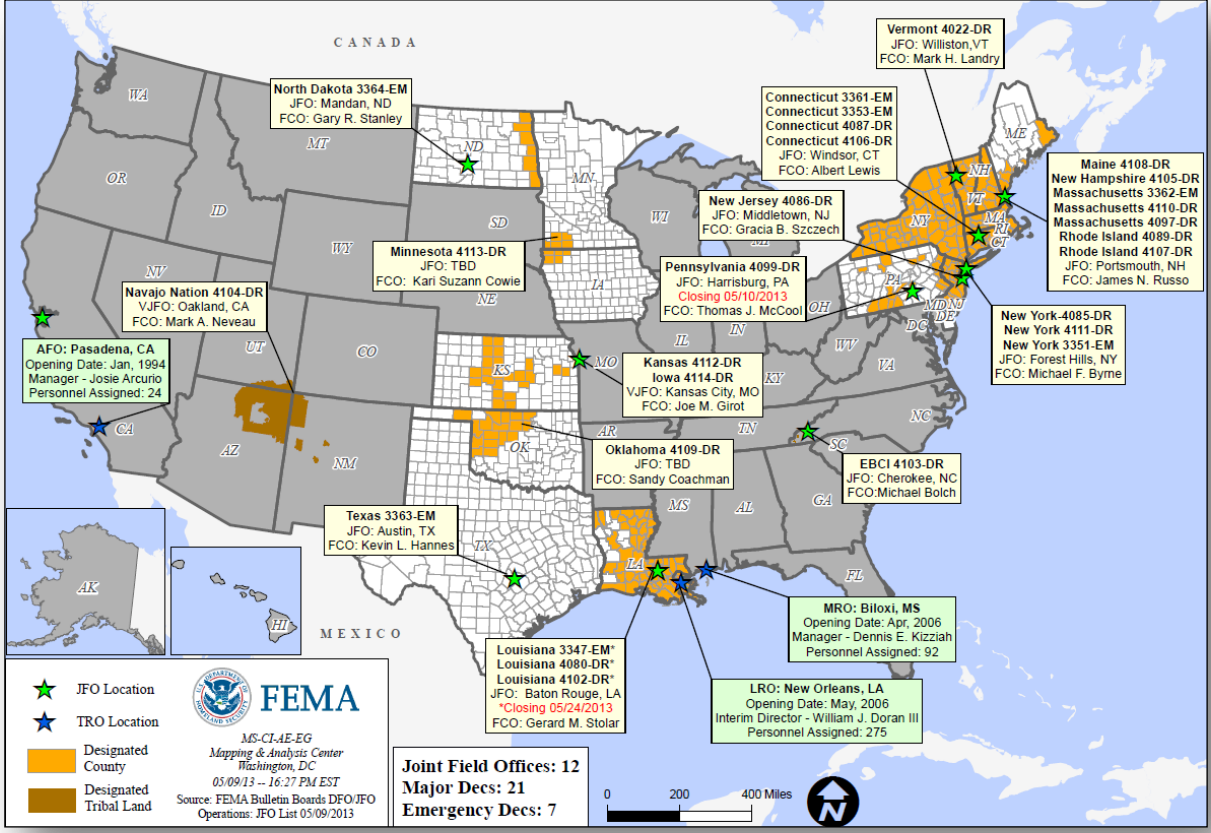 CANADA
Vermont 4022-DR
JFO: Williston,VT
FCO: Mark H. Landry
North Dakota 3364-EM
JFO: Mandan, ND
FCO: Gary R. Stanley
Connecticut 3361-EM
Connecticut 3353-EM
Connecticut 4087-DR
Connecticut 4106-DR
JFO: Windsor, CT
FCO: Albert Lewis
Maine 4108-DR
New Hampshire 4105-DR
Massachusetts 3362-EM
Massachusetts 4110-DR
Massachusetts 4097-DR
Rhode Island 4089-DR
Rhode Island 4107-DR
JFO: Portsmouth, NH
FCO: James N. Russo
New Jersey 4086-DR
JFO: Middletown, NJ
FCO: Gracia B. Szczech
Minnesota 4113-DR
JFO: TBD
FCO: Kari Suzann Cowie
Pennsylvania 4099-DR
JFO: Harrisburg, PA
Closing 05/10/2013
FCO: Thomas J. McCool
Navajo Nation 4104-DR
VJFO: Oakland, CA
FCO: Mark A. Neveau
New York-4085-DR
New York 4111-DR
New York 3351-EM
JFO: Forest Hills, NY
FCO: Michael F. Byrne
AFO: Pasadena, CA
Opening Date: Jan, 1994
Manager - Josie Arcurio
Personnel Assigned: 24
Kansas 4112-DR
Iowa 4114-DR
VJFO: Kansas City, MO
FCO: Joe M. Girot
Oklahoma 4109-DR
JFO: TBD
FCO: Sandy Coachman
EBCI 4103-DR
JFO: Cherokee, NC
FCO:Michael Bolch
Texas 3363-EM
JFO: Austin, TX
FCO: Kevin L. Hannes
MRO: Biloxi, MS
Opening Date: Apr, 2006
Manager - Dennis E. Kizziah
Personnel Assigned: 92
Louisiana 3347-EM*
Louisiana 4080-DR*
Louisiana 4102-DR*
JFO: Baton Rouge, LA
*Closing 05/24/2013
FCO: Gerard M. Stolar
LRO: New Orleans, LA
Opening Date: May, 2006
Interim Director - William J. Doran III
Personnel Assigned: 275
WA
MT
ND
MN
ME
OR
ID
SD
WI
MI
NH
VT
NY
MA
RI
CT
WY
IA
PA
NV
NE
OH
MD
NJ
DE
DC
UT
CO
KS
MO
IL
IN
WV
VA
KY
CA
AZ
NM
OK
AR
TN
NC
SC
MS
AL
GA
TX
LA
FL
AK
HI
MEXICO
JFO Location
TRO Location
Designated
County
Designated
Tribal Land
U.S. DEPARTMENT OF
HOMELAND SECURITY
FEMA
MS-CI-AE-EG
Mapping & Analysis Center
Washington, DC
05/09/13 -- 16:27 PM EST
Source: FEMA Bulletin Boards DFO/JFO
Operations: JFO List 05/09/2013
Joint Field Offices: 12
Major Decs: 21
Emergency Decs: 7
0 200 400 Miles
N